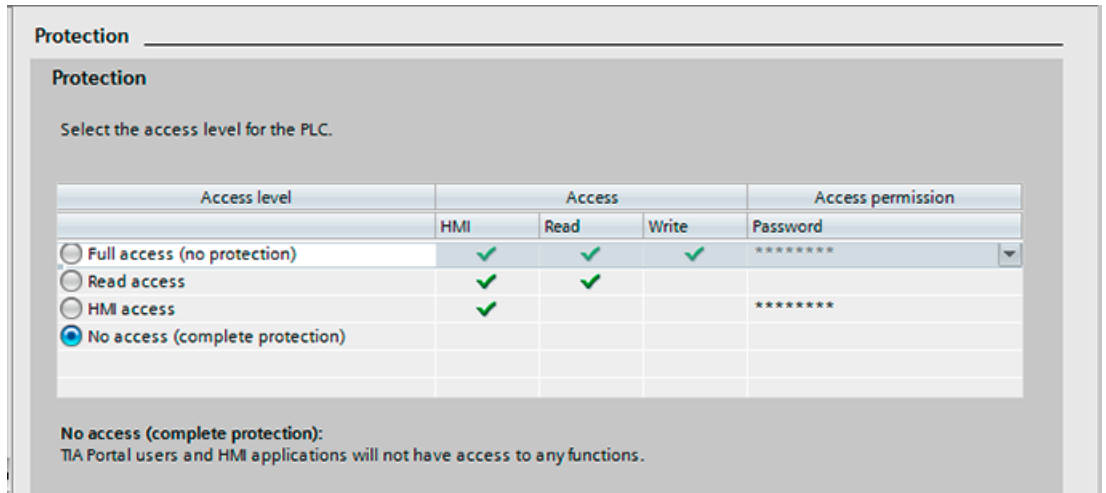 Protection
Protection
Select the access level for the PLC.
Access level Access Access permission
HMI Read Write Password
Full access (no protection) ********
Read access
HMI access ********
No access (complete protection)
No access (complete protection):
TIA Portal users and HMI applications will not have access to any functions.